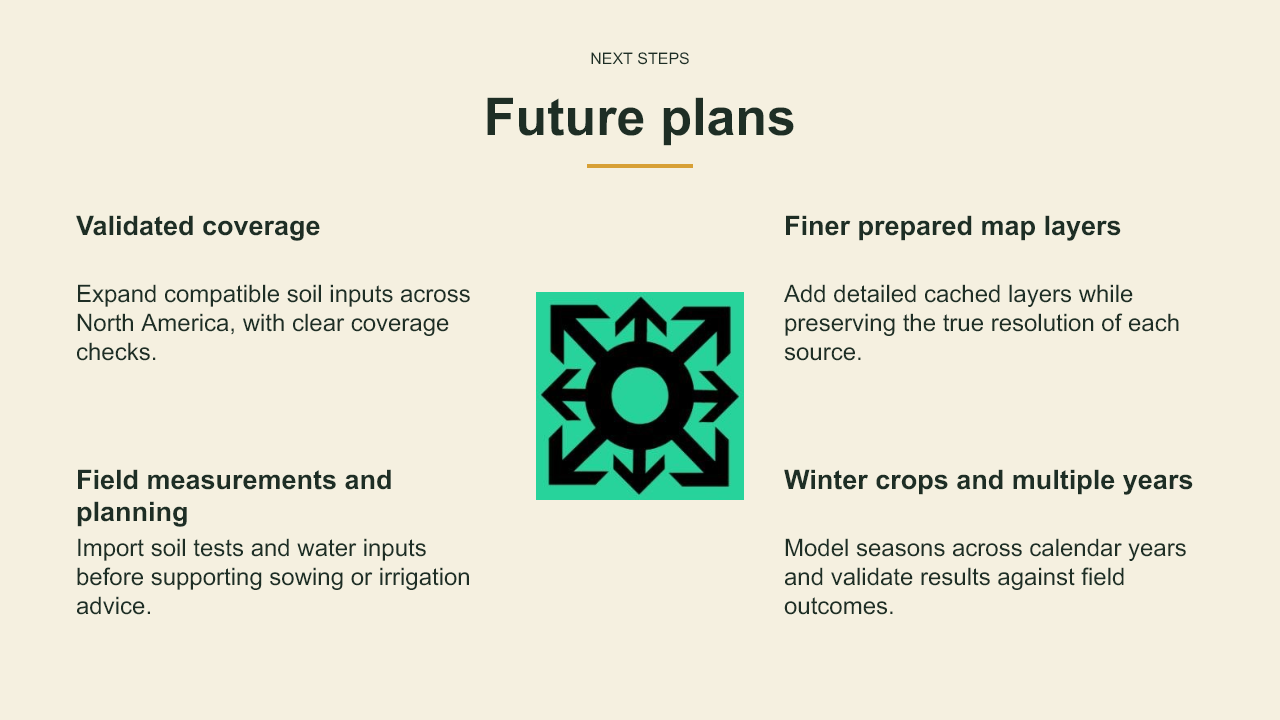 NEXT STEPS
Future plans
Validated coverage
Expand compatible soil inputs across
North America, with clear coverage
checks.
Finer prepared map layers
Add detailed cached layers while
preserving the true resolution of each
source.
Field measurements and
planning
Import soil tests and water inputs
before supporting sowing or irrigation
advice.
Winter crops and multiple years
Model seasons across calendar years
and validate results against field
outcomes.